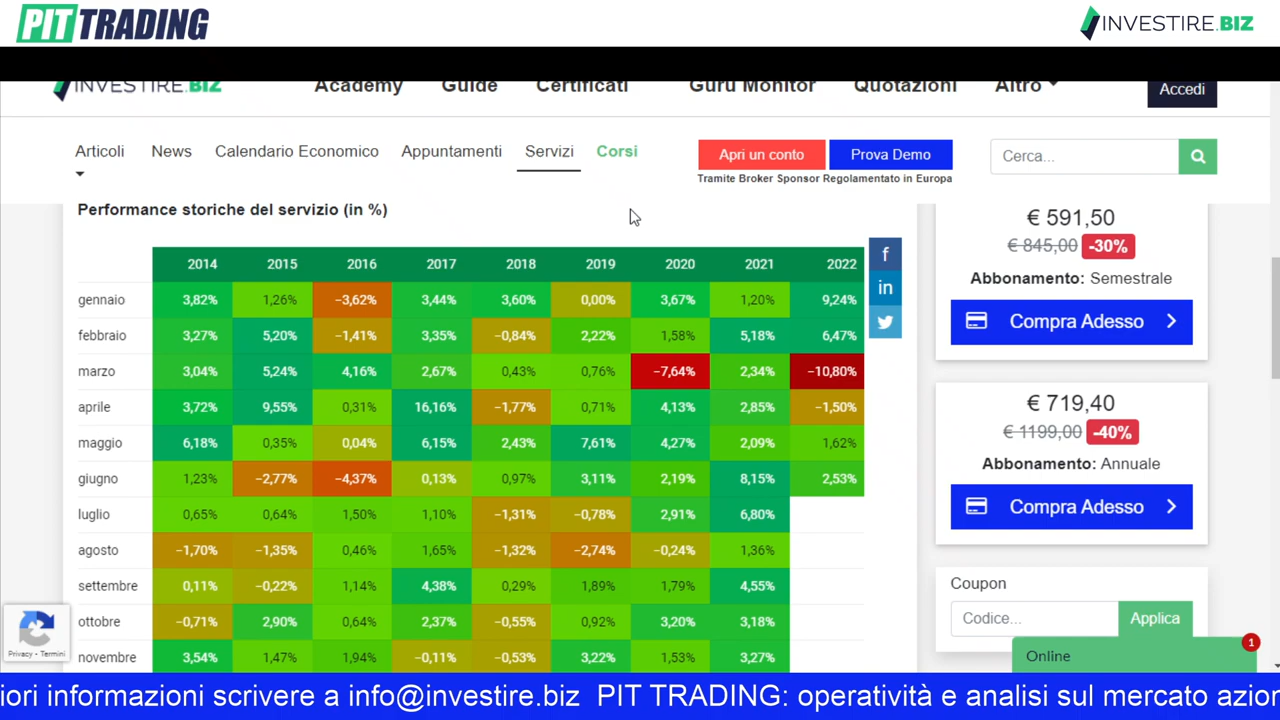 PIT TRADING
INVESTIRE.BIZ
INVESTIRE.BIZ Academy Guide Certificati Guru Monitor Quotazioni Altro Accedi
Articoli News Calendario Economico Appuntamenti Servizi Corsi Apri un conto Prova Demo Cerca...
Tramite Broker Sponsor Regolamentato in Europa
Performance storiche del servizio (in %)
2014 2015 2016 2017 2018 2019 2020 2021 2022
gennaio 3,82% 1,26% −3,62% 3,44% 3,60% 0,00% 3,67% 1,20% 9,24%
febbraio 3,27% 5,20% −1,41% 3,35% −0,84% 2,22% 1,58% 5,18% 6,47%
marzo 3,04% 5,24% 4,16% 2,67% 0,43% 0,76% −7,64% 2,34% −10,80%
aprile 3,72% 9,55% 0,31% 16,16% −1,77% 0,71% 4,13% 2,85% −1,50%
maggio 6,18% 0,35% 0,04% 6,15% 2,43% 7,61% 4,27% 2,09% 1,62%
giugno 1,23% −2,77% −4,37% 0,13% 0,97% 3,11% 2,19% 8,15% 2,53%
luglio 0,65% 0,64% 1,50% 1,10% −1,31% −0,78% 2,91% 6,80%
agosto −1,70% −1,35% 0,46% 1,65% −1,32% −2,74% −0,24% 1,36%
settembre 0,11% −0,22% 1,14% 4,38% 0,29% 1,89% 1,79% 4,55%
ottobre −0,71% 2,90% 0,64% 2,37% −0,55% 0,92% 3,20% 3,18%
novembre 3,54% 1,47% 1,94% −0,11% −0,53% 3,22% 1,53% 3,27%
f
in
€ 591,50
€ 845,00 -30%
Abbonamento: Semestrale
Compra Adesso
€ 719,40
€ 1199,00 -40%
Abbonamento: Annuale
Compra Adesso
Coupon
Codice... Applica
Online 1
Privacy - Termini
iori informazioni scrivere a info@investire.biz PIT TRADING: operatività e analisi sul mercato azion